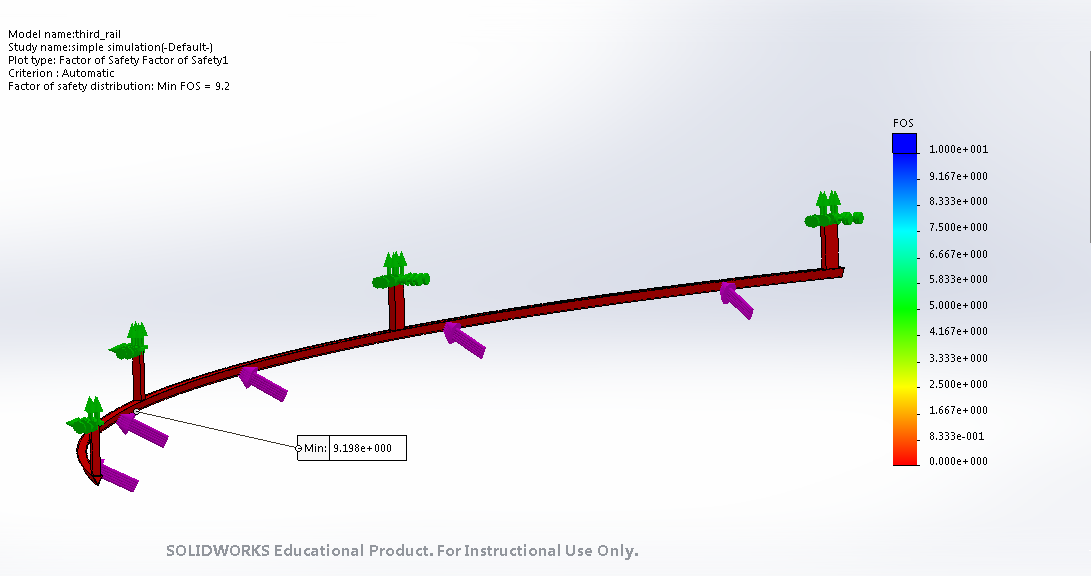 Model name:third_rail
Study name:simple simulation(-Default-)
Plot type: Factor of Safety Factor of Safety1
Criterion : Automatic
Factor of safety distribution: Min FOS = 9.2
FOS
1.000e+001
9.167e+000
8.333e+000
7.500e+000
6.667e+000
5.833e+000
5.000e+000
4.167e+000
3.333e+000
2.500e+000
1.667e+000
8.333e-001
0.000e+000
Min: 9.198e+000
SOLIDWORKS Educational Product. For Instructional Use Only.